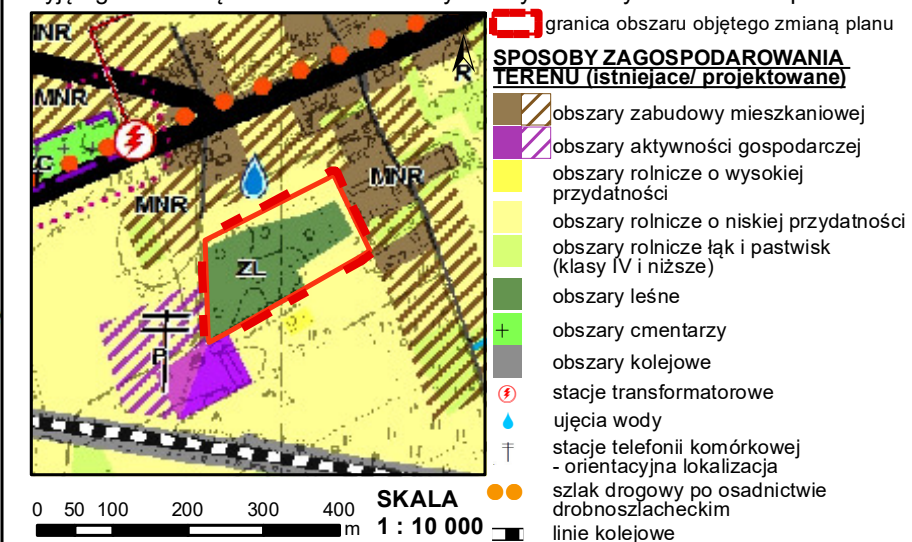 granica obszaru objętego zmianą planu
SPOSOBY ZAGOSPODAROWANIA
TERENU (istniejace/ projektowane)
obszary zabudowy mieszkaniowej
obszary aktywności gospodarczej
obszary rolnicze o wysokiej
przydatności
obszary rolnicze o niskiej przydatności
obszary rolnicze łąk i pastwisk
(klasy IV i niższe)
obszary leśne
obszary cmentarzy
obszary kolejowe
stacje transformatorowe
ujęcia wody
stacje telefonii komórkowej
- orientacyjna lokalizacja
szlak drogowy po osadnictwie
drobnoszlacheckim
linie kolejowe
NR
MNR
R
ZC
MNR
MNR
ZL
P
0 50 100 200 300 400 m
SKALA
1 : 10 000